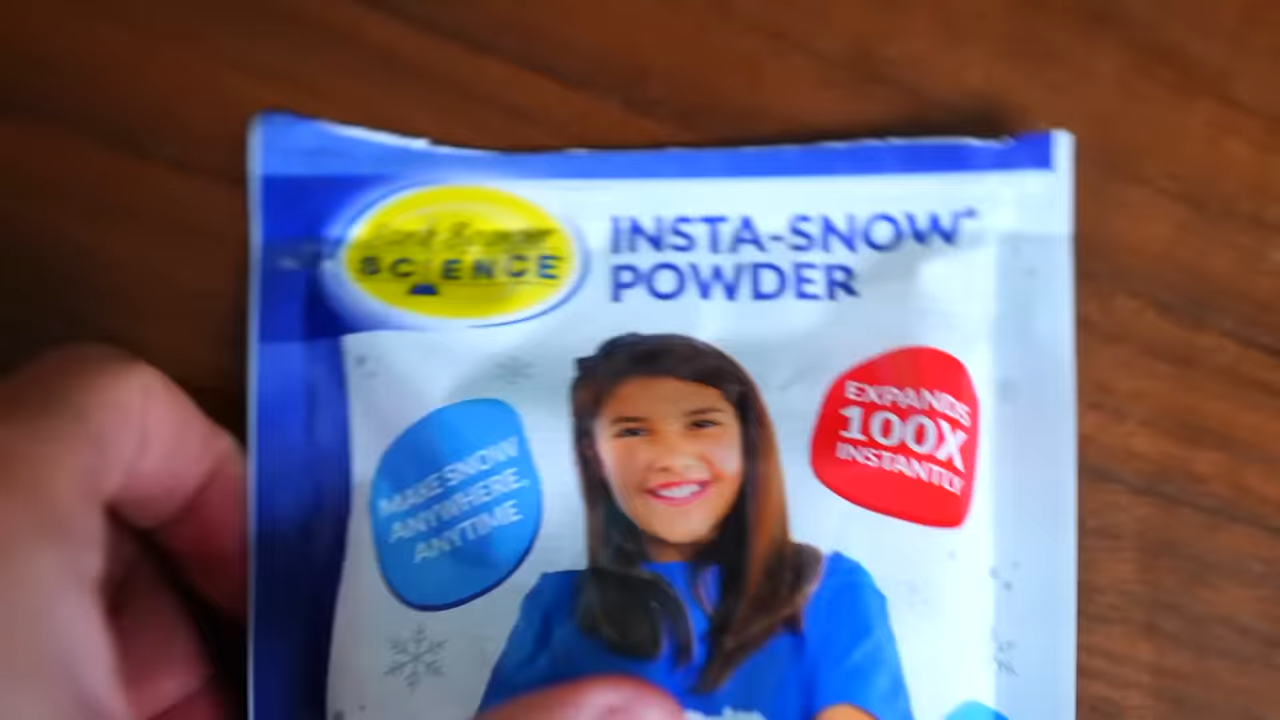 SCIENCE
INSTA-SNOW
POWDER
EXPANDS
100X
INSTANTLY
MAKE SNOW
ANYWHERE,
ANYTIME